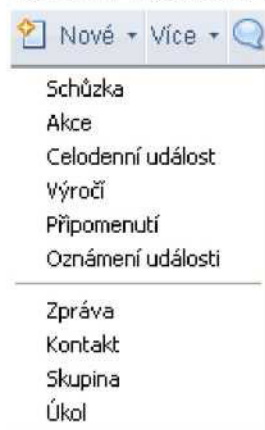 Nové Více
Schůzka
Akce
Celodenní událost
Výročí
Připomenutí
Oznámení události
Zpráva
Kontakt
Skupina
Úkol